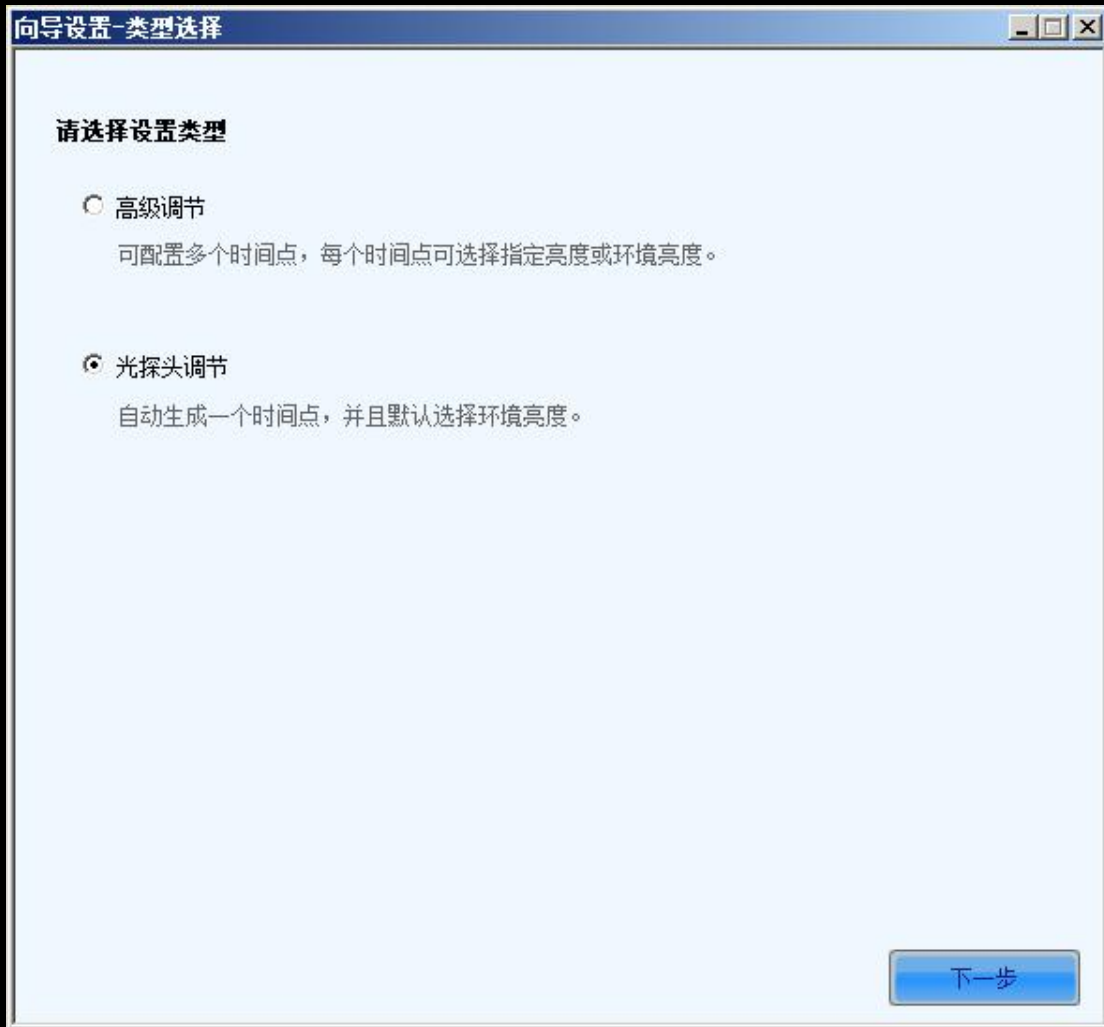 向导设置-类型选择
请选择设置类型
高级调节
可配置多个时间点，每个时间点可选择指定亮度或环境亮度。
光探头调节
自动生成一个时间点，并且默认选择环境亮度。
下一步